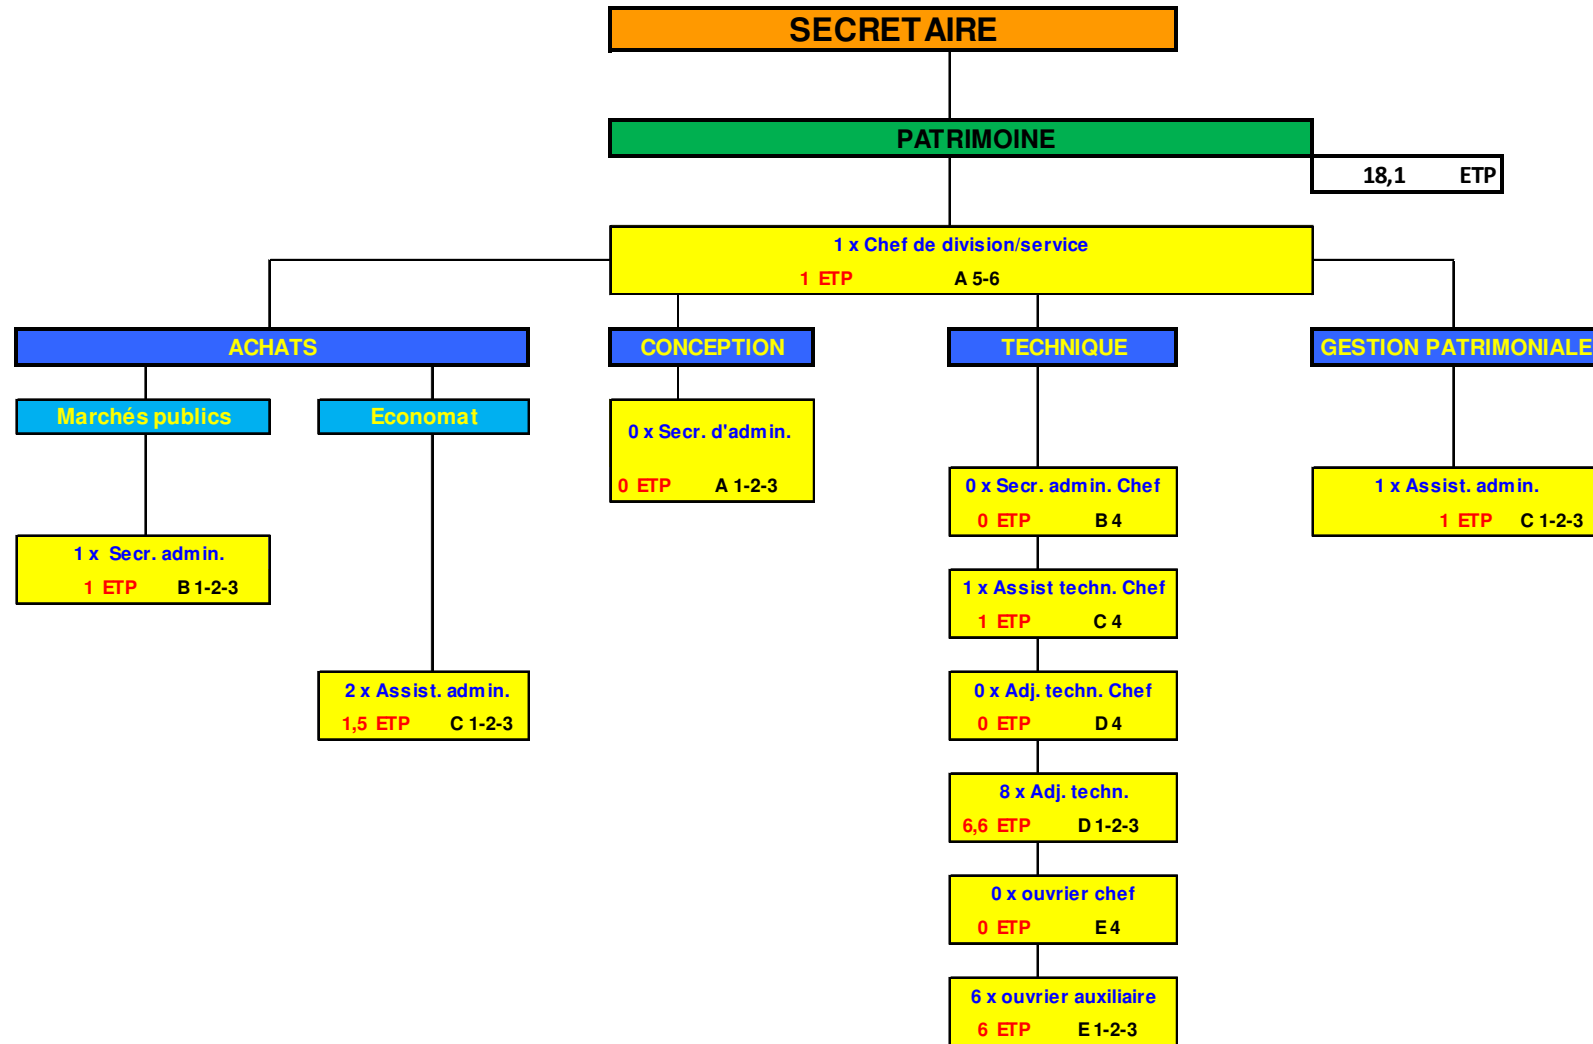 SECRETAIRE
PATRIMOINE
18,1 ETP
1 x Chef de division/service
1 ETP A 5-6
ACHATS
CONCEPTION
TECHNIQUE
GESTION PATRIMONIALE
Marchés publics
Economat
0 x Secr. d'admin.
0 ETP A 1-2-3
0 x Secr. admin. Chef
0 ETP B 4
1 x Assist. admin.
1 ETP C 1-2-3
1 x Secr. admin.
1 ETP B 1-2-3
1 x Assist techn. Chef
1 ETP C 4
2 x Assist. admin.
1,5 ETP C 1-2-3
0 x Adj. techn. Chef
0 ETP D 4
8 x Adj. techn.
6,6 ETP D 1-2-3
0 x ouvrier chef
0 ETP E 4
6 x ouvrier auxiliaire
6 ETP E 1-2-3